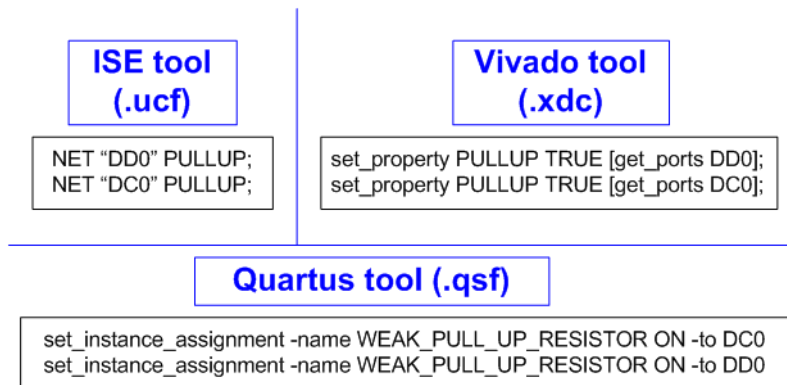 ISE tool
(.ucf)
NET “DD0” PULLUP;
NET “DC0” PULLUP;
Vivado tool
(.xdc)
set_property PULLUP TRUE [get_ports DD0];
set_property PULLUP TRUE [get_ports DC0];
Quartus tool (.qsf)
set_instance_assignment -name WEAK_PULL_UP_RESISTOR ON -to DC0
set_instance_assignment -name WEAK_PULL_UP_RESISTOR ON -to DD0